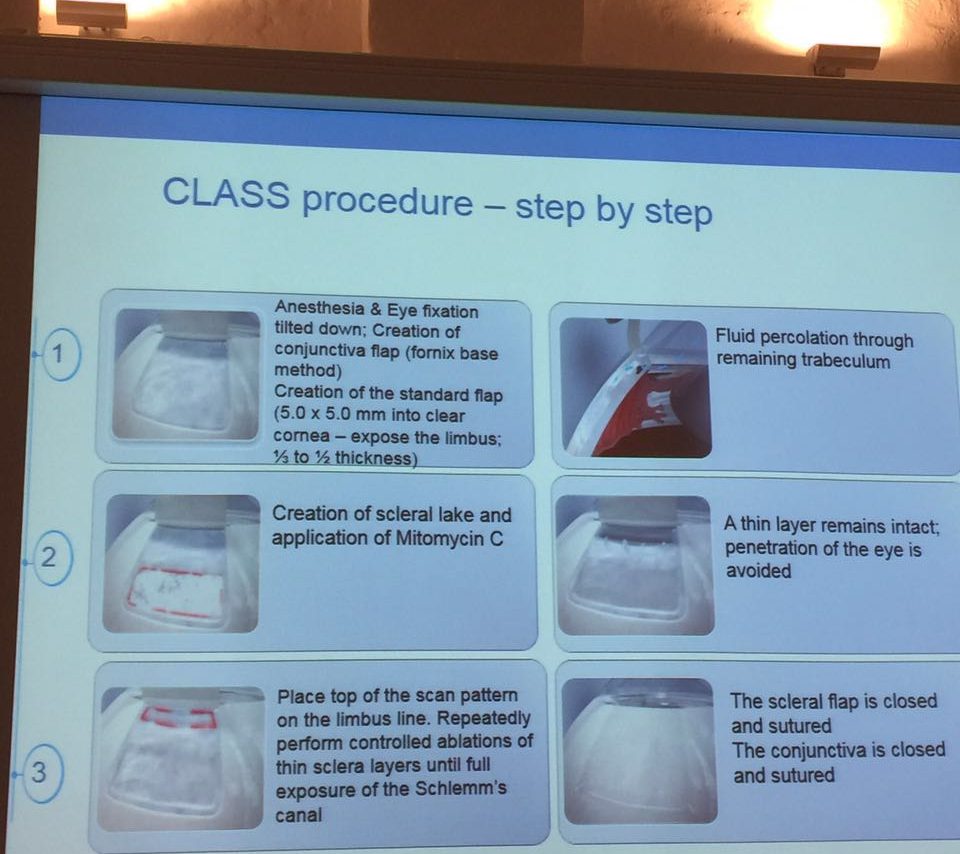 CLASS procedure – step by step
1
Anesthesia & Eye fixation
tilted down; Creation of
conjunctiva flap (fornix base
method)
Creation of the standard flap
(5.0 x 5.0 mm into clear
cornea – expose the limbus;
⅓ to ½ thickness)
Fluid percolation through
remaining trabeculum
2
Creation of scleral lake and
application of Mitomycin C
A thin layer remains intact;
penetration of the eye is
avoided
3
Place top of the scan pattern
on the limbus line. Repeatedly
perform controlled ablations of
thin sclera layers until full
exposure of the Schlemm's
canal
The scleral flap is closed
and sutured
The conjunctiva is closed
and sutured